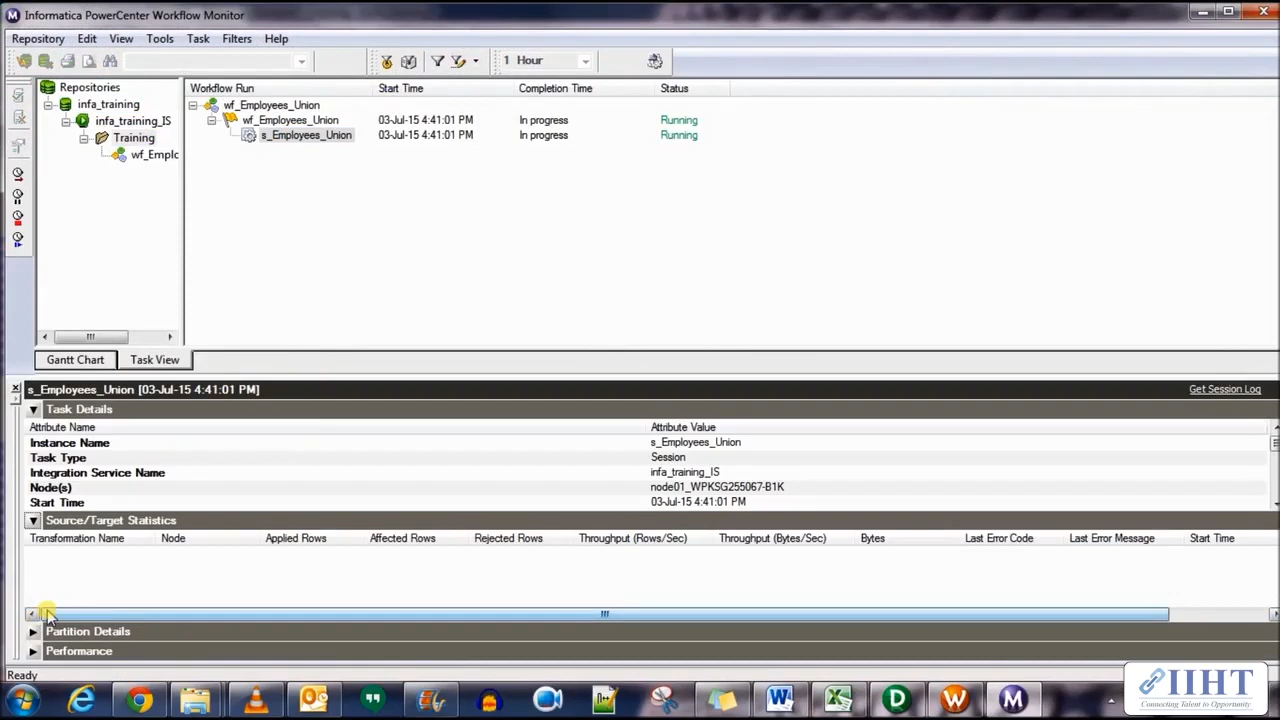 Informatica PowerCenter Workflow Monitor
Repository Edit View Tools Task Filters Help
1 Hour
Repositories
infa_training
infa_training_IS
Training
wf_Emplc
Workflow Run Start Time Completion Time Status
wf_Employees_Union
wf_Employees_Union 03-Jul-15 4:41:01 PM In progress Running
s_Employees_Union 03-Jul-15 4:41:01 PM In progress Running
Gantt Chart Task View
s_Employees_Union [03-Jul-15 4:41:01 PM] Get Session Log
Task Details
Attribute Name Attribute Value
Instance Name s_Employees_Union
Task Type Session
Integration Service Name infa_training_IS
Node(s) node01_WPKSG255067-B1K
Start Time 03-Jul-15 4:41:01 PM
Source/Target Statistics
Transformation Name Node Applied Rows Affected Rows Rejected Rows Throughput (Rows/Sec) Throughput (Bytes/Sec) Bytes Last Error Code Last Error Message Start Time
Partition Details
Performance
Ready
IIHT
Connecting Talent to Opportunity